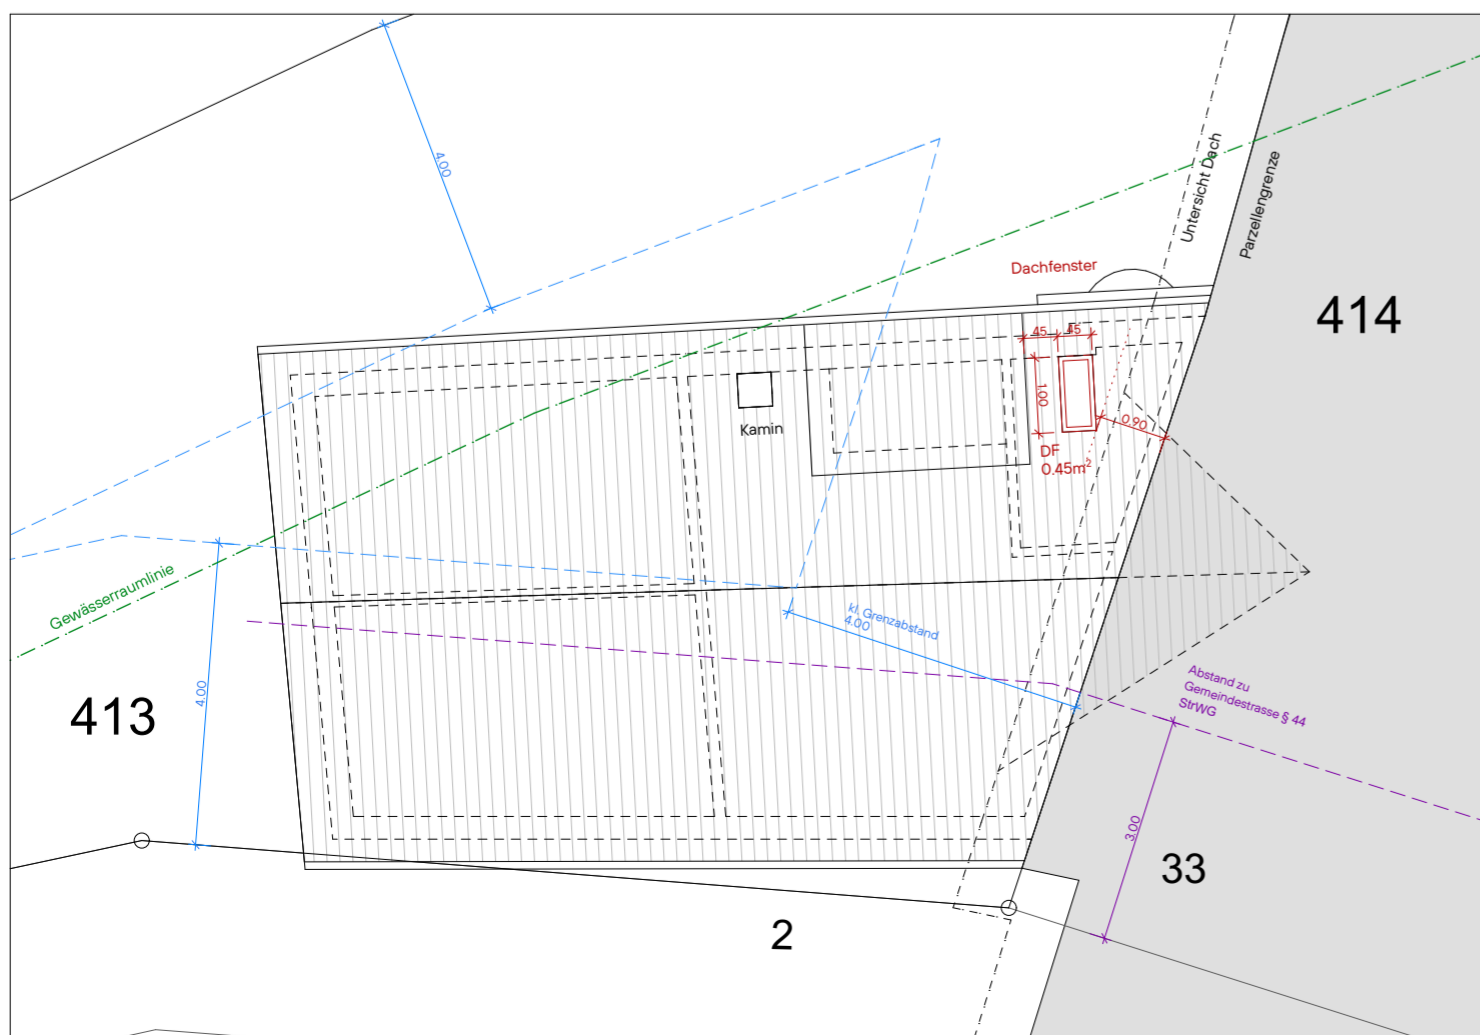 4.00
Untersicht Dach
Parzellengrenze
Dachfenster
414
45
45
1.00
0.90
Kamin
DF
0.45m²
Gewässerraumlinie
kl. Grenzabstand
4.00
4.00
413
Abstand zu
Gemeindestrasse § 44
StrWG
3.00
33
2